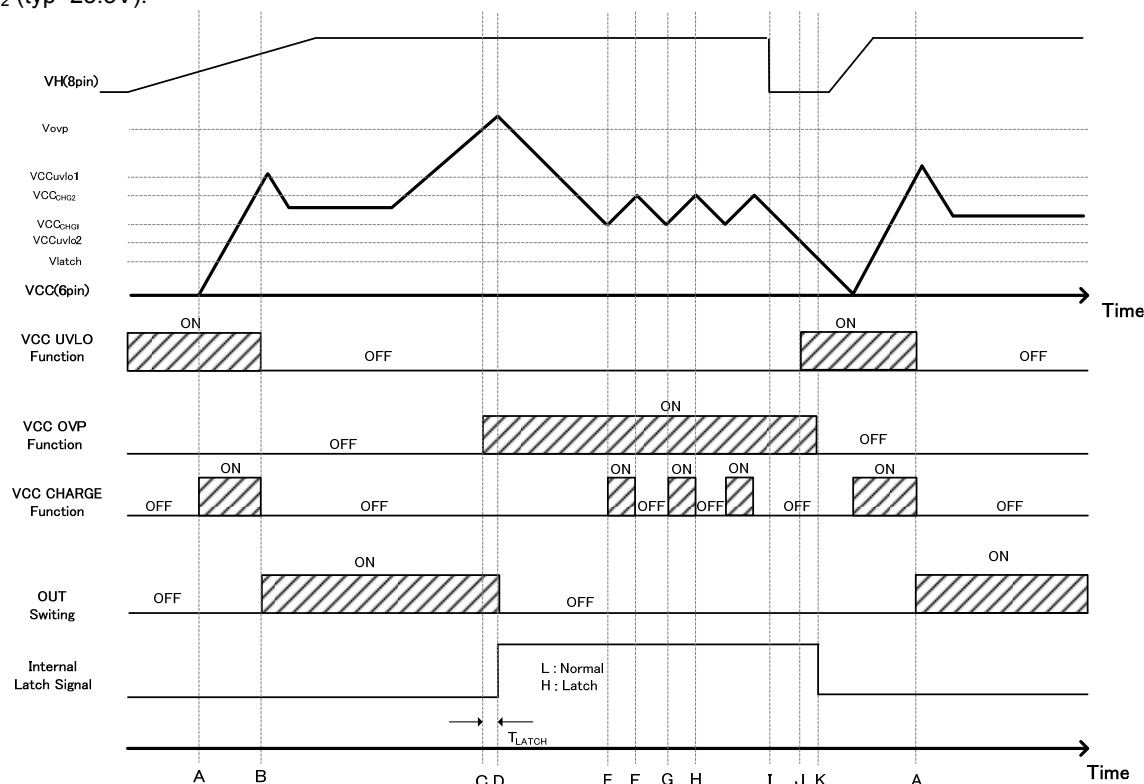 2 (typ=
VH(8pin)
Vovp
VCCuvlo1
VCCCHG2
VCCCHG1
VCCuvlo2
Vlatch
VCC(6pin)
Time
ON
ON
VCC UVLO
Function
OFF
OFF
ON
VCC OVP
Function
OFF
OFF
ON
ON
ON
ON
ON
VCC CHARGE
Function
OFF
OFF
OFF
OFF
OFF
OFF
ON
ON
OUT
Switing
OFF
OFF
Internal
Latch Signal
L : Normal
H : Latch
TLATCH
A B C D E F G H I J K A
Time